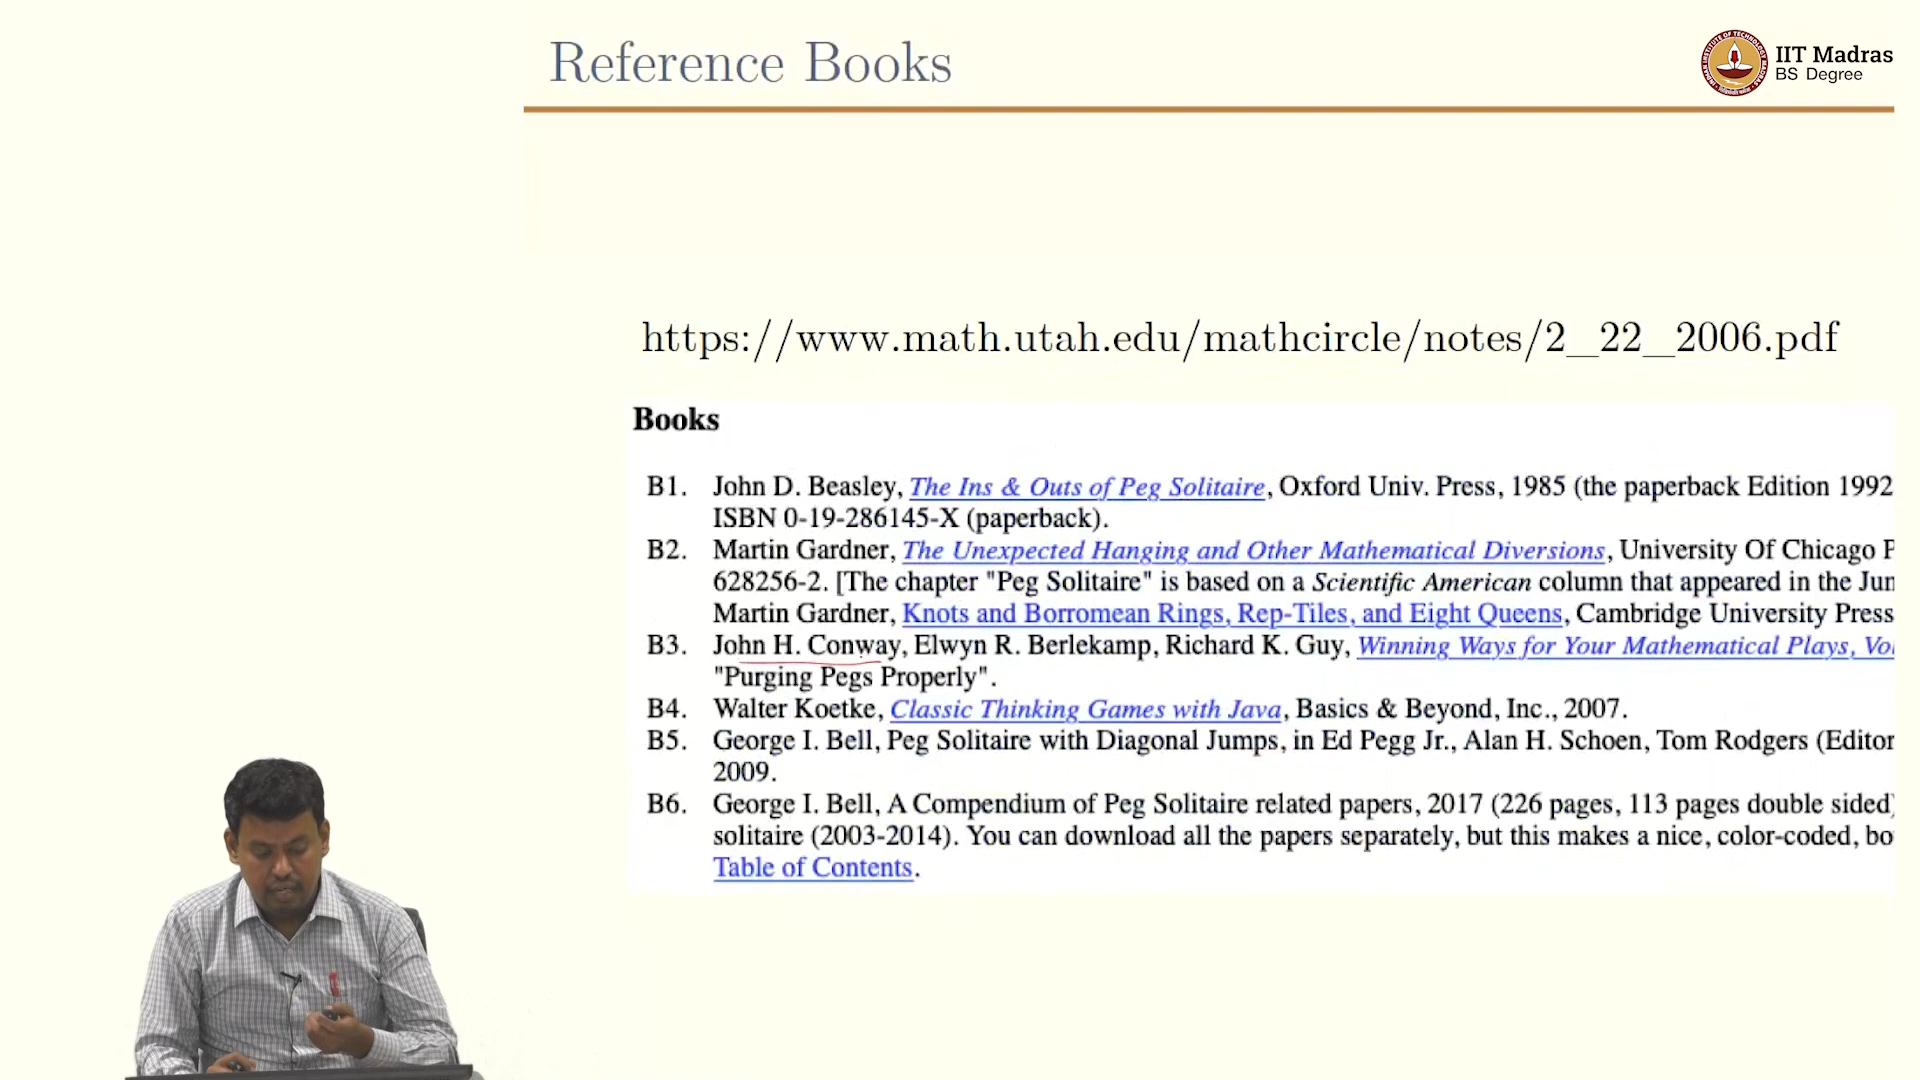 Reference Books
IIT Madras
BS Degree
https://www.math.utah.edu/mathcircle/notes/2_22_2006.pdf
Books
B1. John D. Beasley, The Ins & Outs of Peg Solitaire, Oxford Univ. Press, 1985 (the paperback Edition 1992
ISBN 0-19-286145-X (paperback).
B2. Martin Gardner, The Unexpected Hanging and Other Mathematical Diversions, University Of Chicago P
628256-2. [The chapter "Peg Solitaire" is based on a Scientific American column that appeared in the Jun
Martin Gardner, Knots and Borromean Rings, Rep-Tiles, and Eight Queens, Cambridge University Press
B3. John H. Conway, Elwyn R. Berlekamp, Richard K. Guy, Winning Ways for Your Mathematical Plays, Vol
"Purging Pegs Properly".
B4. Walter Koetke, Classic Thinking Games with Java, Basics & Beyond, Inc., 2007.
B5. George I. Bell, Peg Solitaire with Diagonal Jumps, in Ed Pegg Jr., Alan H. Schoen, Tom Rodgers (Editor
2009.
B6. George I. Bell, A Compendium of Peg Solitaire related papers, 2017 (226 pages, 113 pages double sided)
solitaire (2003-2014). You can download all the papers separately, but this makes a nice, color-coded, bo
Table of Contents.